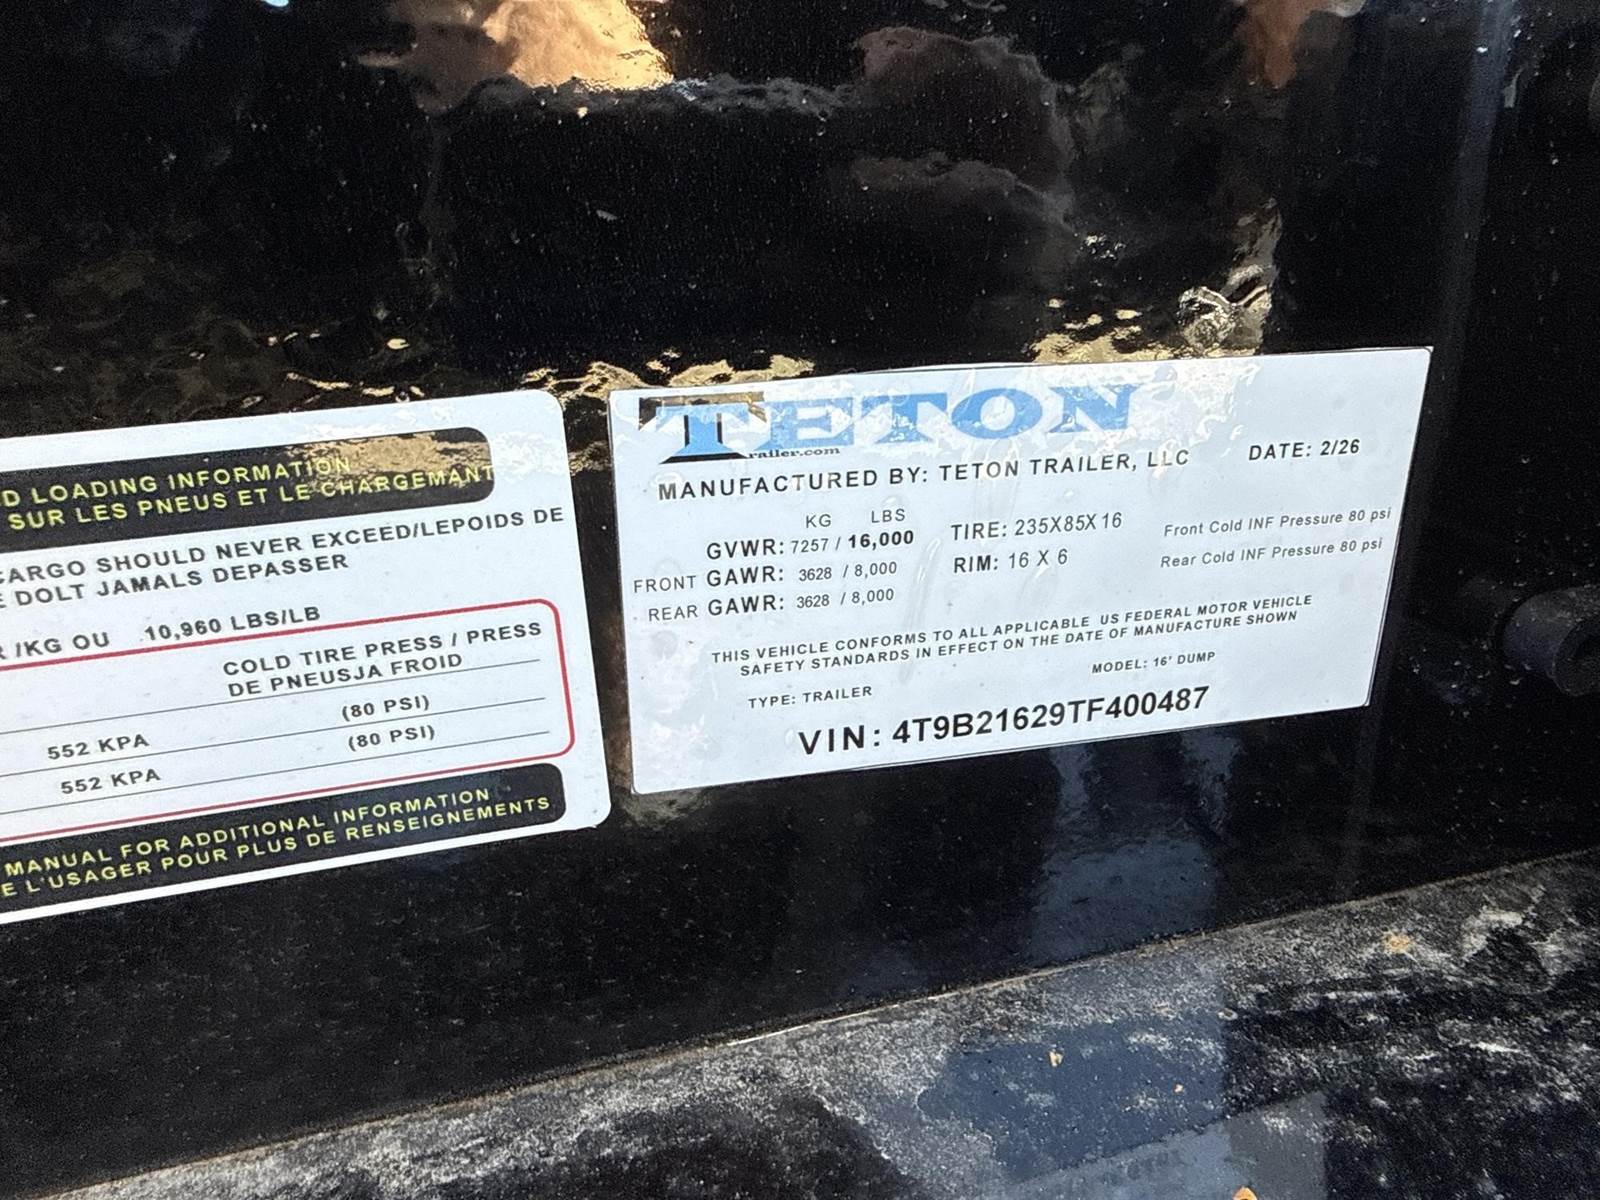 D LOADING INFORMATION
SUR LES PNEUS ET LE CHARGEMANT
CARGO SHOULD NEVER EXCEED/LEPOIDS DE
E DOLT JAMALS DEPASSER
R /KG OU 10,960 LBS/LB
COLD TIRE PRESS / PRESS
DE PNEUSJA FROID
552 KPA (80 PSI)
552 KPA (80 PSI)
MANUAL FOR ADDITIONAL INFORMATION
E L'USAGER POUR PLUS DE RENSEIGNEMENTS
TETON
Trailer.com
MANUFACTURED BY: TETON TRAILER, LLC DATE: 2/26
KG LBS
GVWR: 7257 / 16,000 TIRE: 235X85X16 Front Cold INF Pressure 80 psi
FRONT GAWR: 3628 / 8,000 RIM: 16 X 6 Rear Cold INF Pressure 80 psi
REAR GAWR: 3628 / 8,000
THIS VEHICLE CONFORMS TO ALL APPLICABLE US FEDERAL MOTOR VEHICLE
SAFETY STANDARDS IN EFFECT ON THE DATE OF MANUFACTURE SHOWN
TYPE: TRAILER MODEL: 16' DUMP
VIN: 4T9B21629TF400487